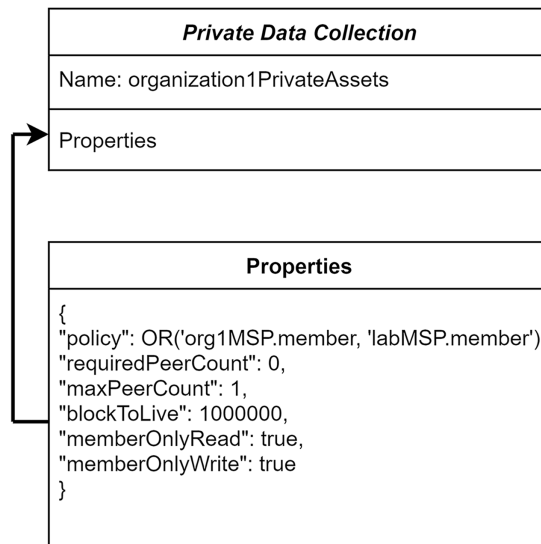 Private Data Collection
Name: organization1PrivateAssets
Properties
Properties
{
"policy": OR('org1MSP.member, 'labMSP.member')
"requiredPeerCount": 0,
"maxPeerCount": 1,
"blockToLive": 1000000,
"memberOnlyRead": true,
"memberOnlyWrite": true
}